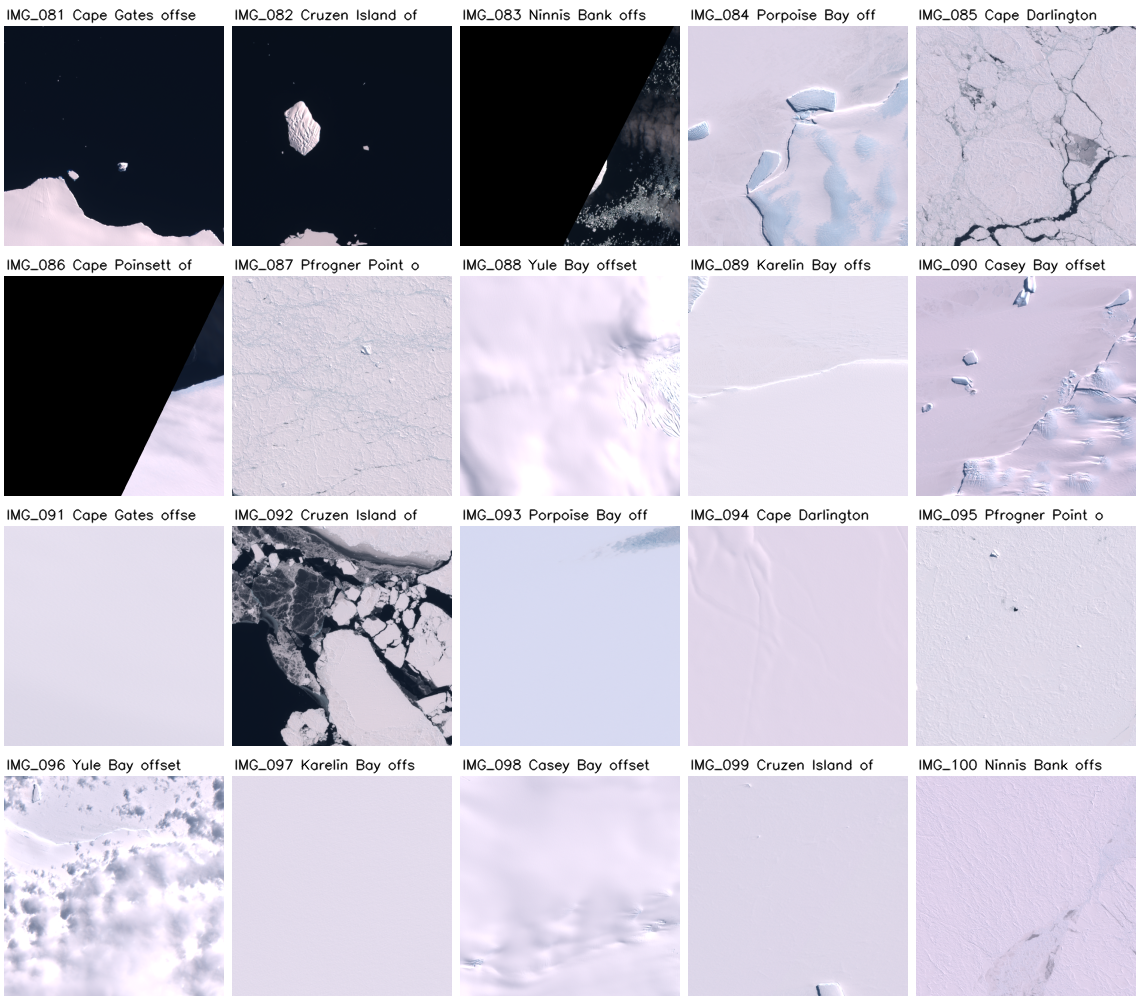 IMG_081 Cape Gates offse
IMG_082 Cruzen Island of
IMG_083 Ninnis Bank offs
IMG_084 Porpoise Bay off
IMG_085 Cape Darlington
IMG_086 Cape Poinsett of
IMG_087 Pfrogner Point o
IMG_088 Yule Bay offset
IMG_089 Karelin Bay offs
IMG_090 Casey Bay offset
IMG_091 Cape Gates offse
IMG_092 Cruzen Island of
IMG_093 Porpoise Bay off
IMG_094 Cape Darlington
IMG_095 Pfrogner Point o
IMG_096 Yule Bay offset
IMG_097 Karelin Bay offs
IMG_098 Casey Bay offset
IMG_099 Cruzen Island of
IMG_100 Ninnis Bank offs